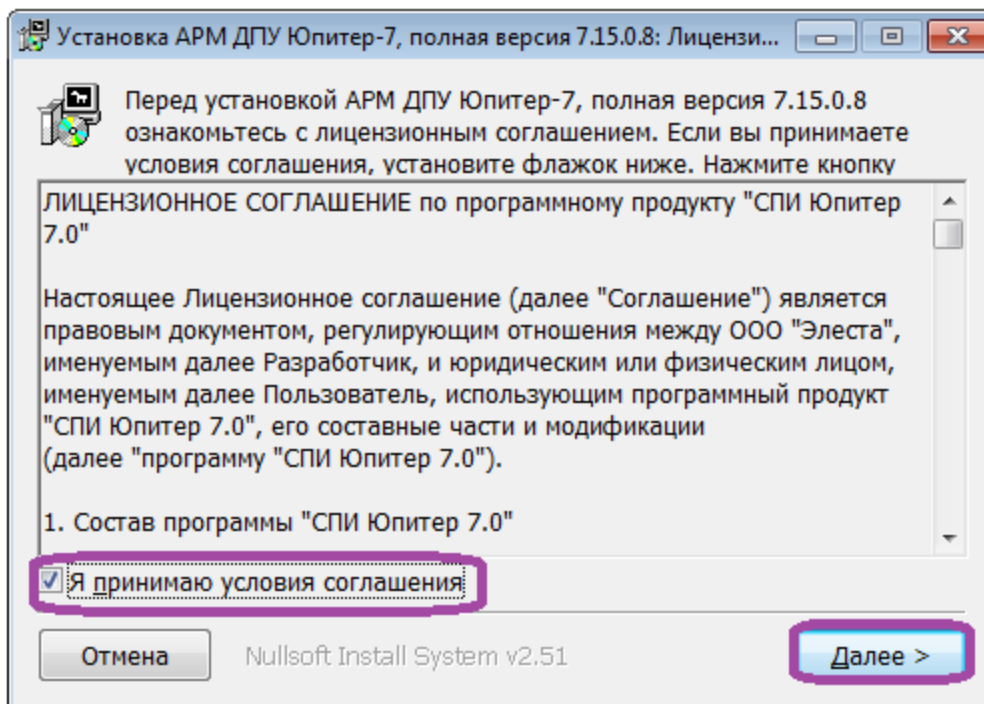 Установка АРМ ДПУ Юпитер-7, полная версия 7.15.0.8: Лицензи...
Перед установкой АРМ ДПУ Юпитер-7, полная версия 7.15.0.8
ознакомьтесь с лицензионным соглашением. Если вы принимаете
условия соглашения, установите флажок ниже. Нажмите кнопку
ЛИЦЕНЗИОННОЕ СОГЛАШЕНИЕ по программному продукту "СПИ Юпитер
7.0"
Настоящее Лицензионное соглашение (далее "Соглашение") является
правовым документом, регулирующим отношения между ООО "Элеста",
именуемым далее Разработчик, и юридическим или физическим лицом,
именуемым далее Пользователь, использующим программный продукт
"СПИ Юпитер 7.0", его составные части и модификации
(далее "программу "СПИ Юпитер 7.0").
1. Состав программы "СПИ Юпитер 7.0"
Я принимаю условия соглашения
Отмена
Nullsoft Install System v2.51
Далее >